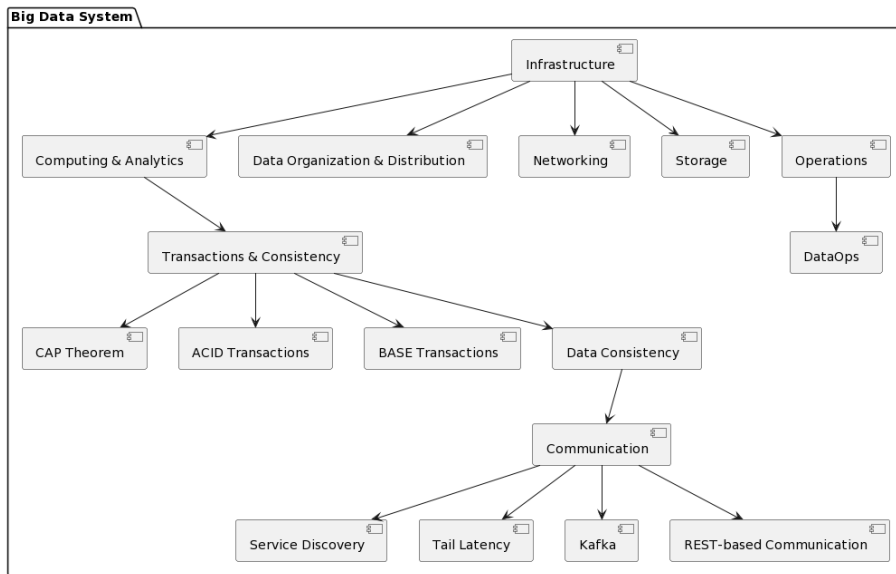 Big Data System
Infrastructure
Computing & Analytics
Data Organization & Distribution
Networking
Storage
Operations
Transactions & Consistency
DataOps
CAP Theorem
ACID Transactions
BASE Transactions
Data Consistency
Communication
Service Discovery
Tail Latency
Kafka
REST-based Communication